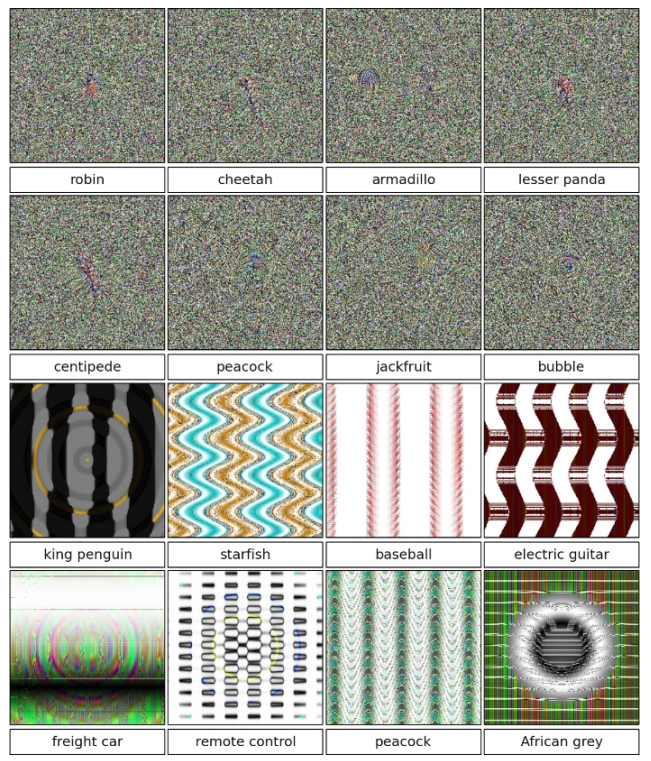 robin cheetah armadillo lesser panda
centipede peacock jackfruit bubble
king penguin starfish baseball electric guitar
freight car remote control peacock African grey